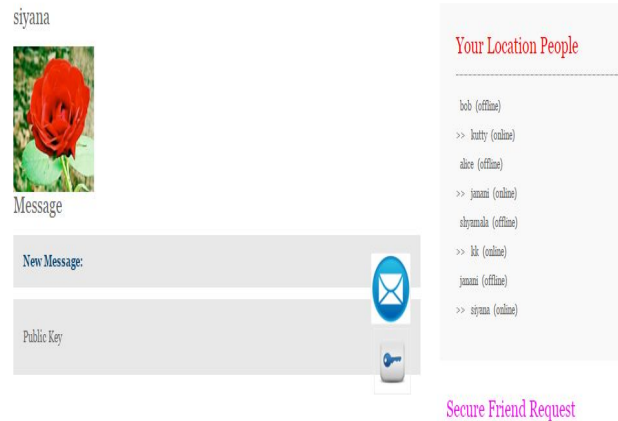 siyana
Message
New Message:
Public Key
Your Location People
bob (offline)
>> kutty (online)
alice (offline)
>> janani (online)
shyamala (offline)
>> kk (online)
janani (offline)
>> siyana (online)
Secure Friend Request